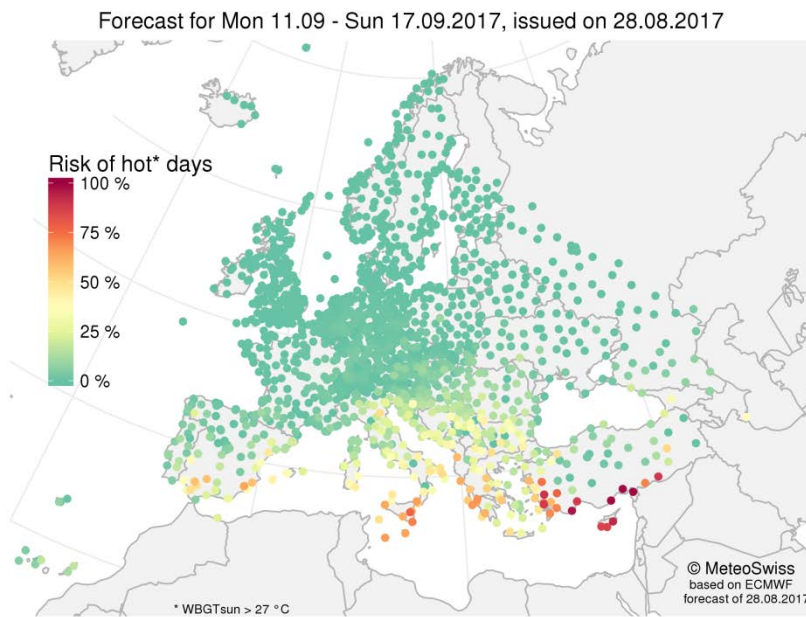 Forecast for Mon 11.09 - Sun 17.09.2017, issued on 28.08.2017
Risk of hot* days
100 %
75 %
50 %
25 %
0 %
* WBGTsun > 27 °C
© MeteoSwiss
based on ECMWF
forecast of 28.08.2017